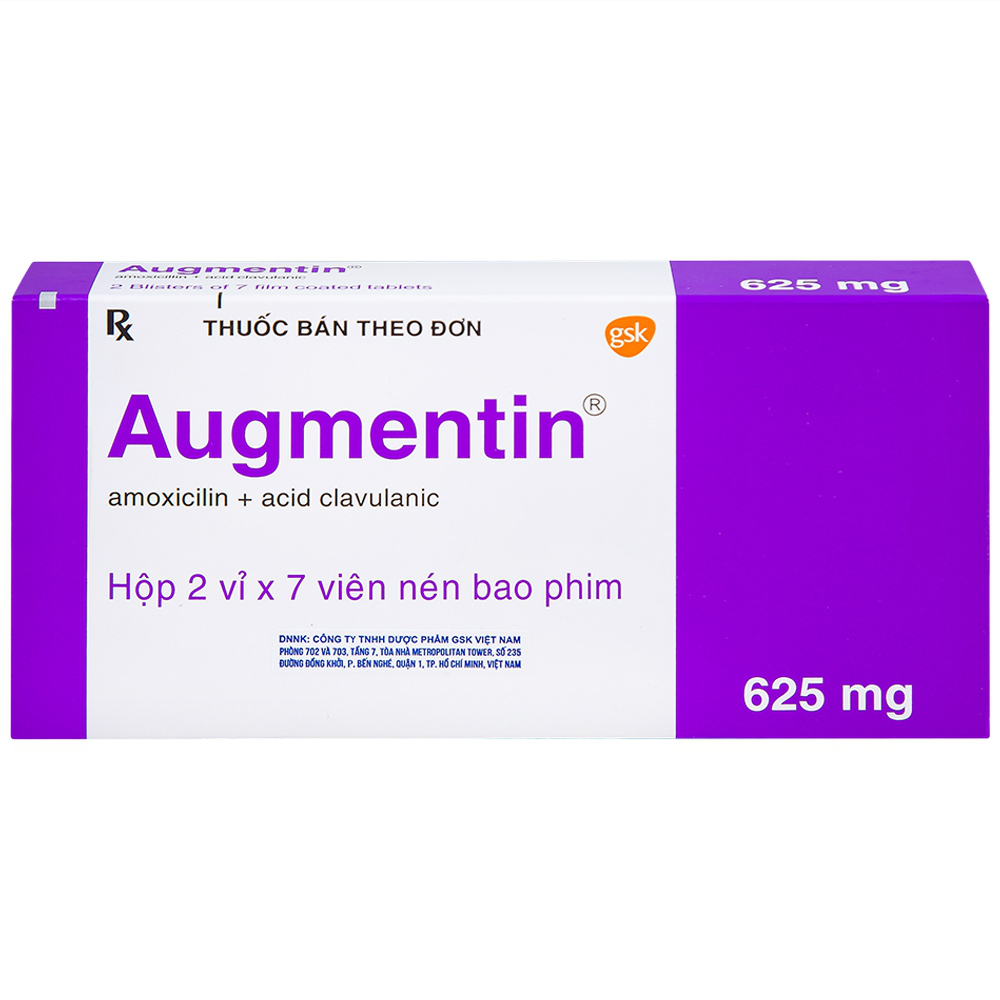 Augmentin®
amoxicillin + acid clavulanic
2 Blisters of 7 film coated tablets
625 mg
Rx THUỐC BÁN THEO ĐƠN
gsk
Augmentin®
amoxicilin + acid clavulanic
Hộp 2 vỉ x 7 viên nén bao phim
DNNK: CÔNG TY TNHH DƯỢC PHẨM GSK VIỆT NAM
PHÒNG 702 VÀ 703, TẦNG 7, TÒA NHÀ METROPOLITAN TOWER, SỐ 235
ĐƯỜNG ĐỒNG KHỞI, P. BẾN NGHÉ, QUẬN 1, TP. HỒ CHÍ MINH, VIỆT NAM
625 mg